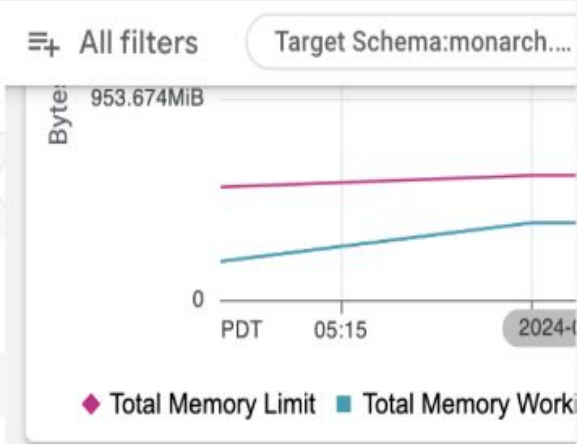 All filters
Target Schema:monarch....
Byte
953.674MiB
0
PDT
05:15
2024-0
Total Memory Limit
Total Memory Worki